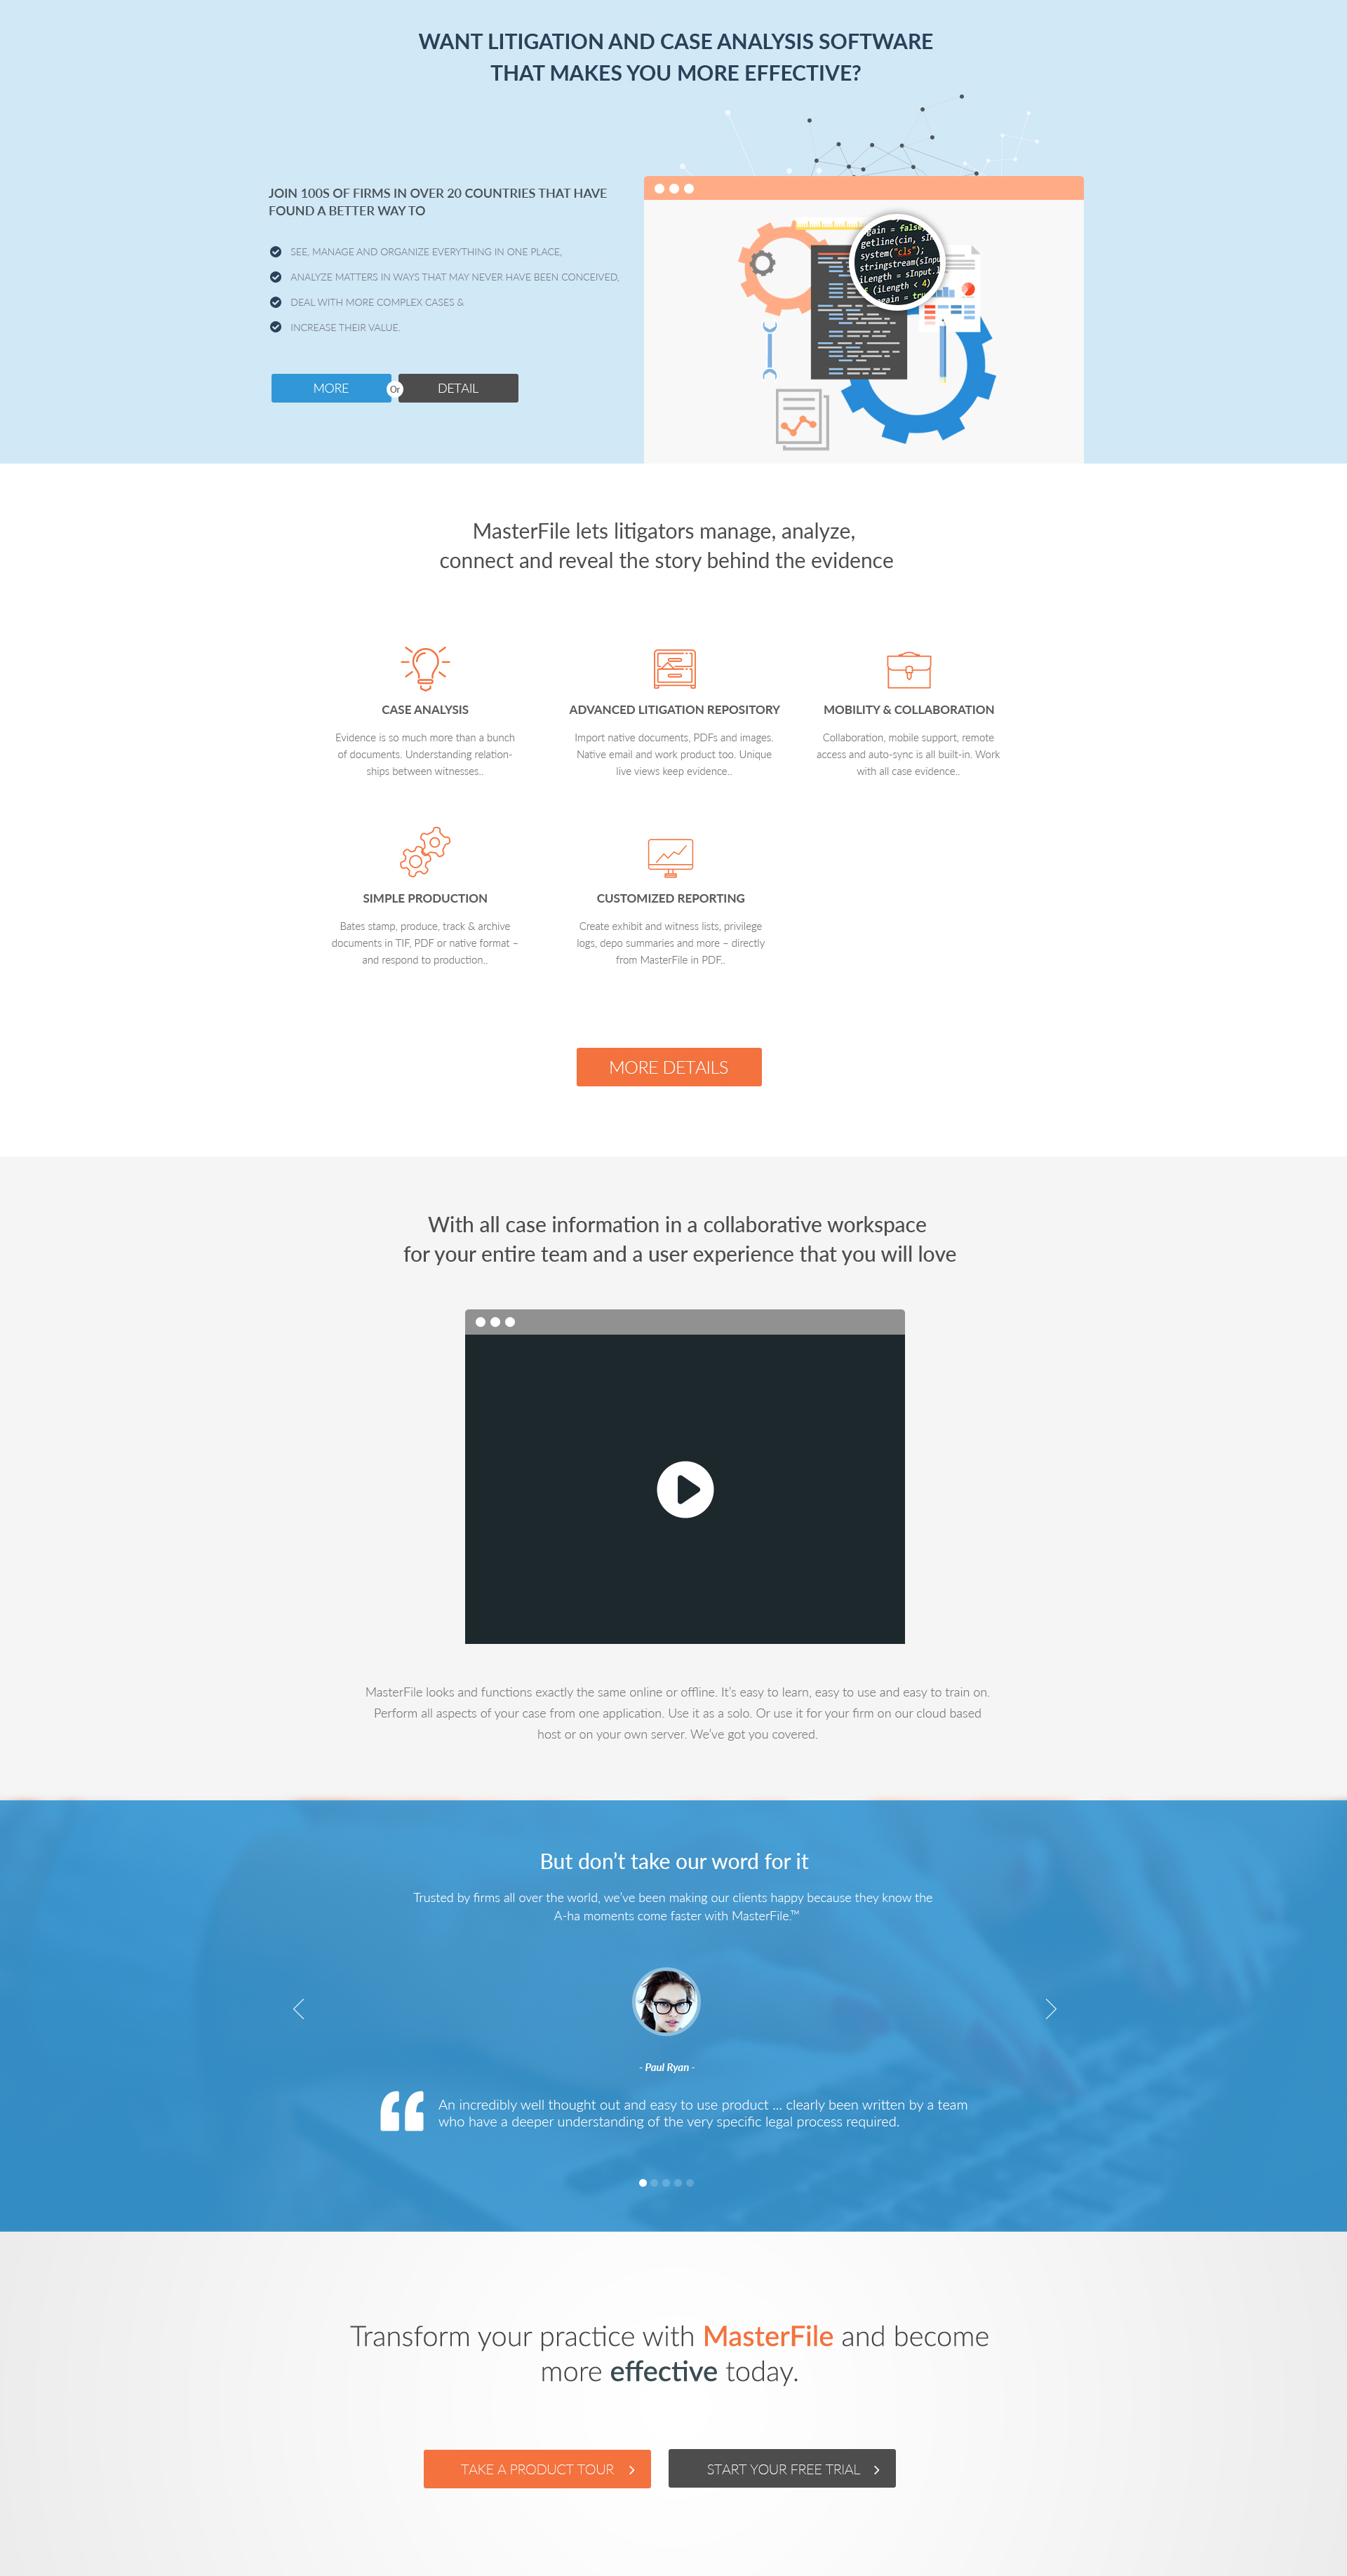 WANT LITIGATION AND CASE ANALYSIS SOFTWARE
THAT MAKES YOU MORE EFFECTIVE?
JOIN 100S OF FIRMS IN OVER 20 COUNTRIES THAT HAVE
FOUND A BETTER WAY TO
SEE, MANAGE AND ORGANIZE EVERYTHING IN ONE PLACE,
ANALYZE MATTERS IN WAYS THAT MAY NEVER HAVE BEEN CONCEIVED,
DEAL WITH MORE COMPLEX CASES &
INCREASE THEIR VALUE.
MORE
Or
DETAIL
gain = false;
getline(cin, sIn
system("cls");
stringstream(sInpu
iLength = sInput.
(iLength < 4)
again = tru
MasterFile lets litigators manage, analyze,
connect and reveal the story behind the evidence
CASE ANALYSIS
Evidence is so much more than a bunch
of documents. Understanding relation-
ships between witnesses..
ADVANCED LITIGATION REPOSITORY
Import native documents, PDFs and images.
Native email and work product too. Unique
live views keep evidence..
MOBILITY & COLLABORATION
Collaboration, mobile support, remote
access and auto-sync is all built-in. Work
with all case evidence..
SIMPLE PRODUCTION
Bates stamp, produce, track & archive
documents in TIF, PDF or native format –
and respond to production..
CUSTOMIZED REPORTING
Create exhibit and witness lists, privilege
logs, depo summaries and more – directly
from MasterFile in PDF..
MORE DETAILS
With all case information in a collaborative workspace
for your entire team and a user experience that you will love
MasterFile looks and functions exactly the same online or offline. It's easy to learn, easy to use and easy to train on.
Perform all aspects of your case from one application. Use it as a solo. Or use it for your firm on our cloud based
host or on your own server. We've got you covered.
But don't take our word for it
Trusted by firms all over the world, we've been making our clients happy because they know the
A-ha moments come faster with MasterFile.™
- Paul Ryan -
“ An incredibly well thought out and easy to use product ... clearly been written by a team
who have a deeper understanding of the very specific legal process required.
Transform your practice with MasterFile and become
more effective today.
TAKE A PRODUCT TOUR
START YOUR FREE TRIAL